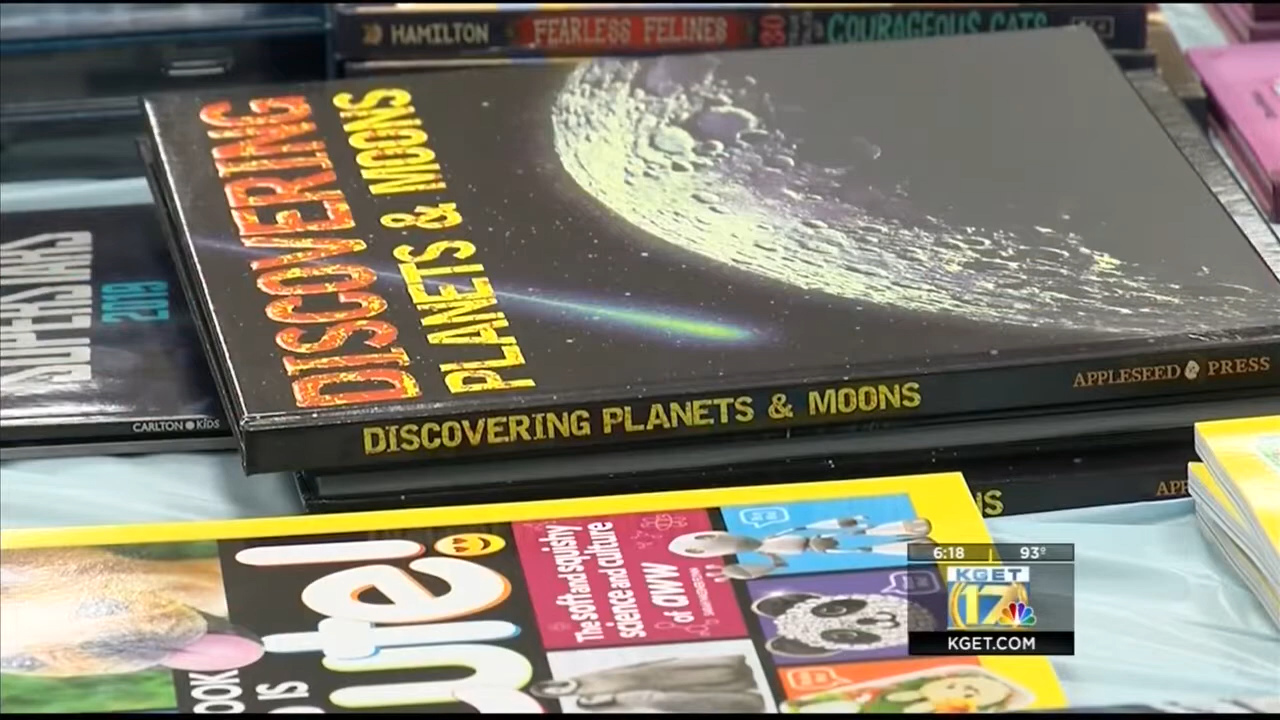 HAMILTON FEARLESS FELINES 30 COURAGEOUS CATS
DISCOVERING
PLANETS & MOONS
DISCOVERING PLANETS & MOONS
APPLESEED PRESS
SUPERSTARS
2019
CARLTON KiDS
The soft and squishy
science and culture
of aww
6:18 | 93°
KGET
17
KGET.COM